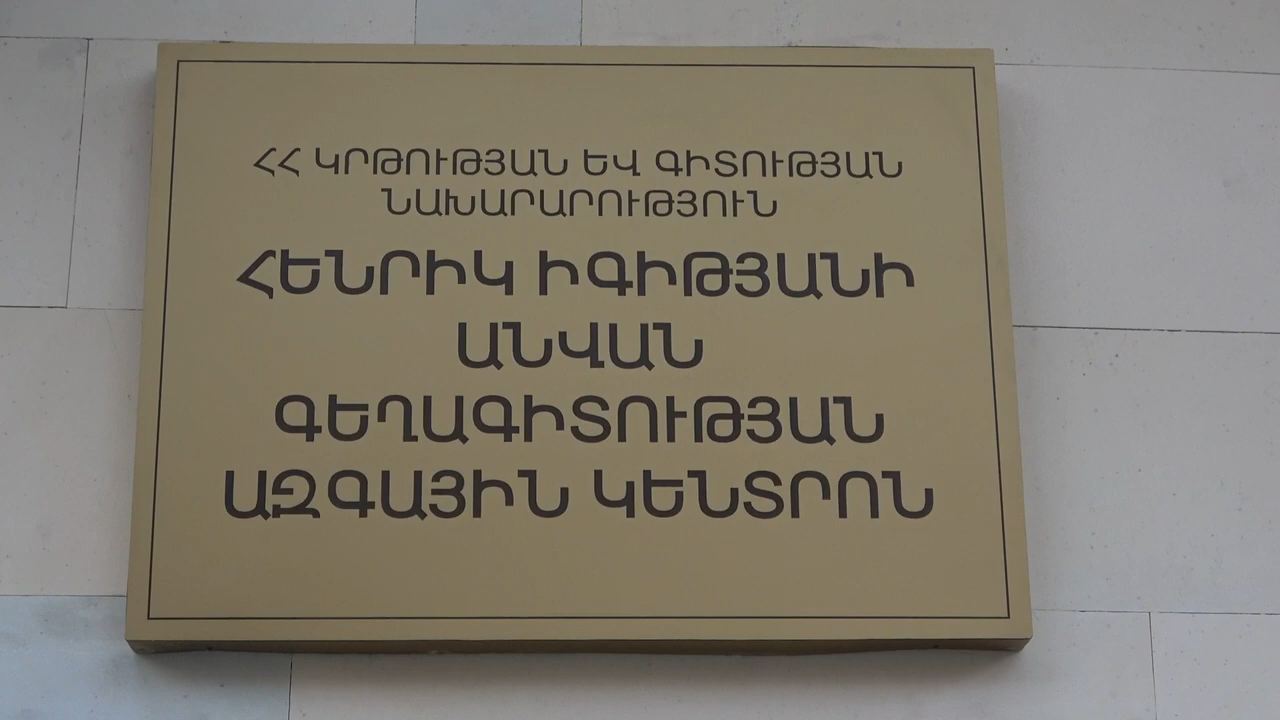 ՀՀ ԿՐԹՈՒԹՅԱՆ ԵՎ ԳԻՏՈՒԹՅԱՆ
ՆԱԽԱՐԱՐՈՒԹՅՈՒՆ
ՀԵՆՐԻԿ ԻԳԻԹՅԱՆԻ
ԱՆՎԱՆ
ԳԵՂԱԳԻՏՈՒԹՅԱՆ
ԱԶԳԱՅԻՆ ԿԵՆՏՐՈՆ